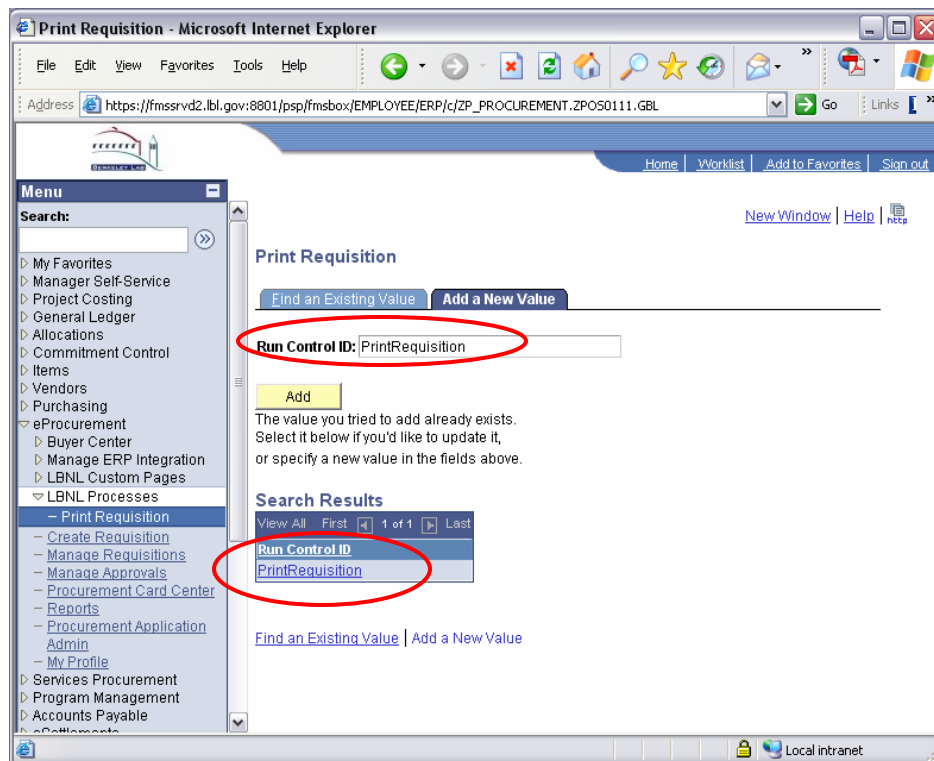 Print Requisition - Microsoft Internet Explorer
File Edit View Favorites Tools Help
Address https://fmssrvd2.lbl.gov:8801/psp/fmsbox/EMPLOYEE/ERP/c/ZP_PROCUREMENT.ZPOS0111.GBL Go Links
BERKELEY LAB
Home Worklist Add to Favorites Sign out
Menu
Search:
My Favorites
Manager Self-Service
Project Costing
General Ledger
Allocations
Commitment Control
Items
Vendors
Purchasing
eProcurement
Buyer Center
Manage ERP Integration
LBNL Custom Pages
LBNL Processes
– Print Requisition
– Create Requisition
– Manage Requisitions
– Manage Approvals
– Procurement Card Center
– Reports
– Procurement Application
Admin
– My Profile
Services Procurement
Program Management
Accounts Payable
New Window | Help | http
Print Requisition
Find an Existing Value Add a New Value
Run Control ID: PrintRequisition
Add
The value you tried to add already exists.
Select it below if you'd like to update it,
or specify a new value in the fields above.
Search Results
View All First 1 of 1 Last
Run Control ID
PrintRequisition
Find an Existing Value | Add a New Value
Local intranet